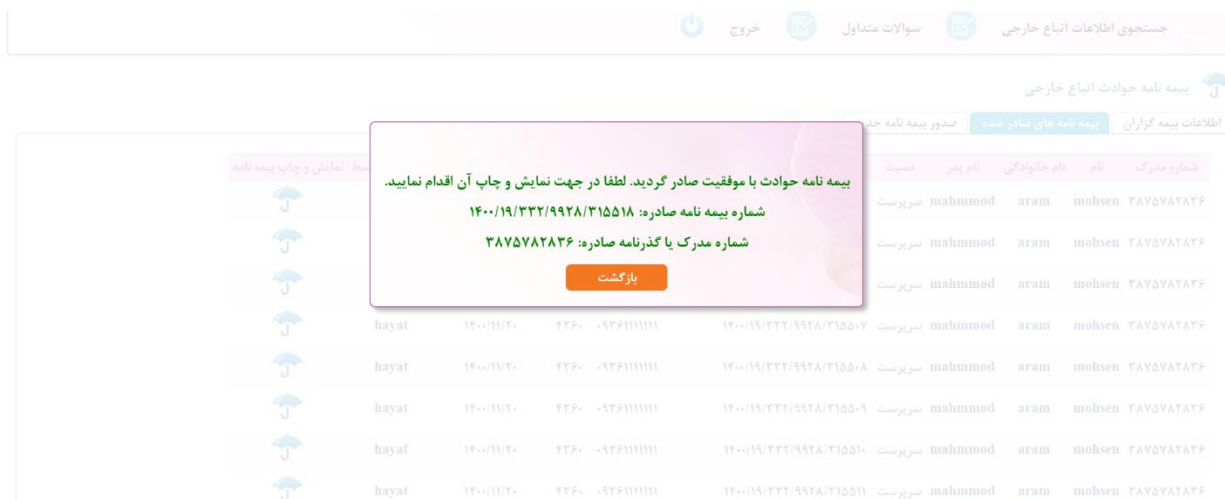 جستجوی اطلاعات اتباع خارجی سوالات متداول خروج
بیمه نامه حوادث اتباع خارجی
اطلاعات بیمه گزاران بیمه نامه های صادر شده صدور بیمه نامه
شماره مدرک نام نام خانوادگی نام پدر نسبت نمایش و چاپ بیمه نامه
بیمه نامه حوادث با موفقیت صادر گردید. لطفا در جهت نمایش و چاپ آن اقدام نمایید.
شماره بیمه نامه صادره: ۱۴۰۰/۱۹/۳۳۲/۹۹۲۸/۳۱۵۵۱۸
شماره مدرک یا گذرنامه صادره: ۳۸۷۵۷۸۲۸۳۶
بازگشت
۳۸۷۵۷۸۲۸۳۶ mohsen aram mahmmod سرپرست
۳۸۷۵۷۸۲۸۳۶ mohsen aram mahmmod سرپرست
۳۸۷۵۷۸۲۸۳۶ mohsen aram mahmmod سرپرست
۳۸۷۵۷۸۲۸۳۶ mohsen aram mahmmod سرپرست ۱۴۰۰/۱۹/۳۳۲/۹۹۲۸/۳۱۵۵۰۷ ۰۹۳۶۱۱۱۱۱۱۱ ۴۳۶۰ ۱۴۰۰/۱۱/۲۰ hayat
۳۸۷۵۷۸۲۸۳۶ mohsen aram mahmmod سرپرست ۱۴۰۰/۱۹/۳۳۲/۹۹۲۸/۳۱۵۵۰۸ ۰۹۳۶۱۱۱۱۱۱۱ ۴۳۶۰ ۱۴۰۰/۱۱/۲۰ hayat
۳۸۷۵۷۸۲۸۳۶ mohsen aram mahmmod سرپرست ۱۴۰۰/۱۹/۳۳۲/۹۹۲۸/۳۱۵۵۰۹ ۰۹۳۶۱۱۱۱۱۱۱ ۴۳۶۰ ۱۴۰۰/۱۱/۲۰ hayat
۳۸۷۵۷۸۲۸۳۶ mohsen aram mahmmod سرپرست ۱۴۰۰/۱۹/۳۳۲/۹۹۲۸/۳۱۵۵۱۰ ۰۹۳۶۱۱۱۱۱۱۱ ۴۳۶۰ ۱۴۰۰/۱۱/۲۰ hayat
۳۸۷۵۷۸۲۸۳۶ mohsen aram mahmmod سرپرست ۱۴۰۰/۱۹/۳۳۲/۹۹۲۸/۳۱۵۵۱۱ ۰۹۳۶۱۱۱۱۱۱۱ ۴۳۶۰ ۱۴۰۰/۱۱/۲۰ hayat